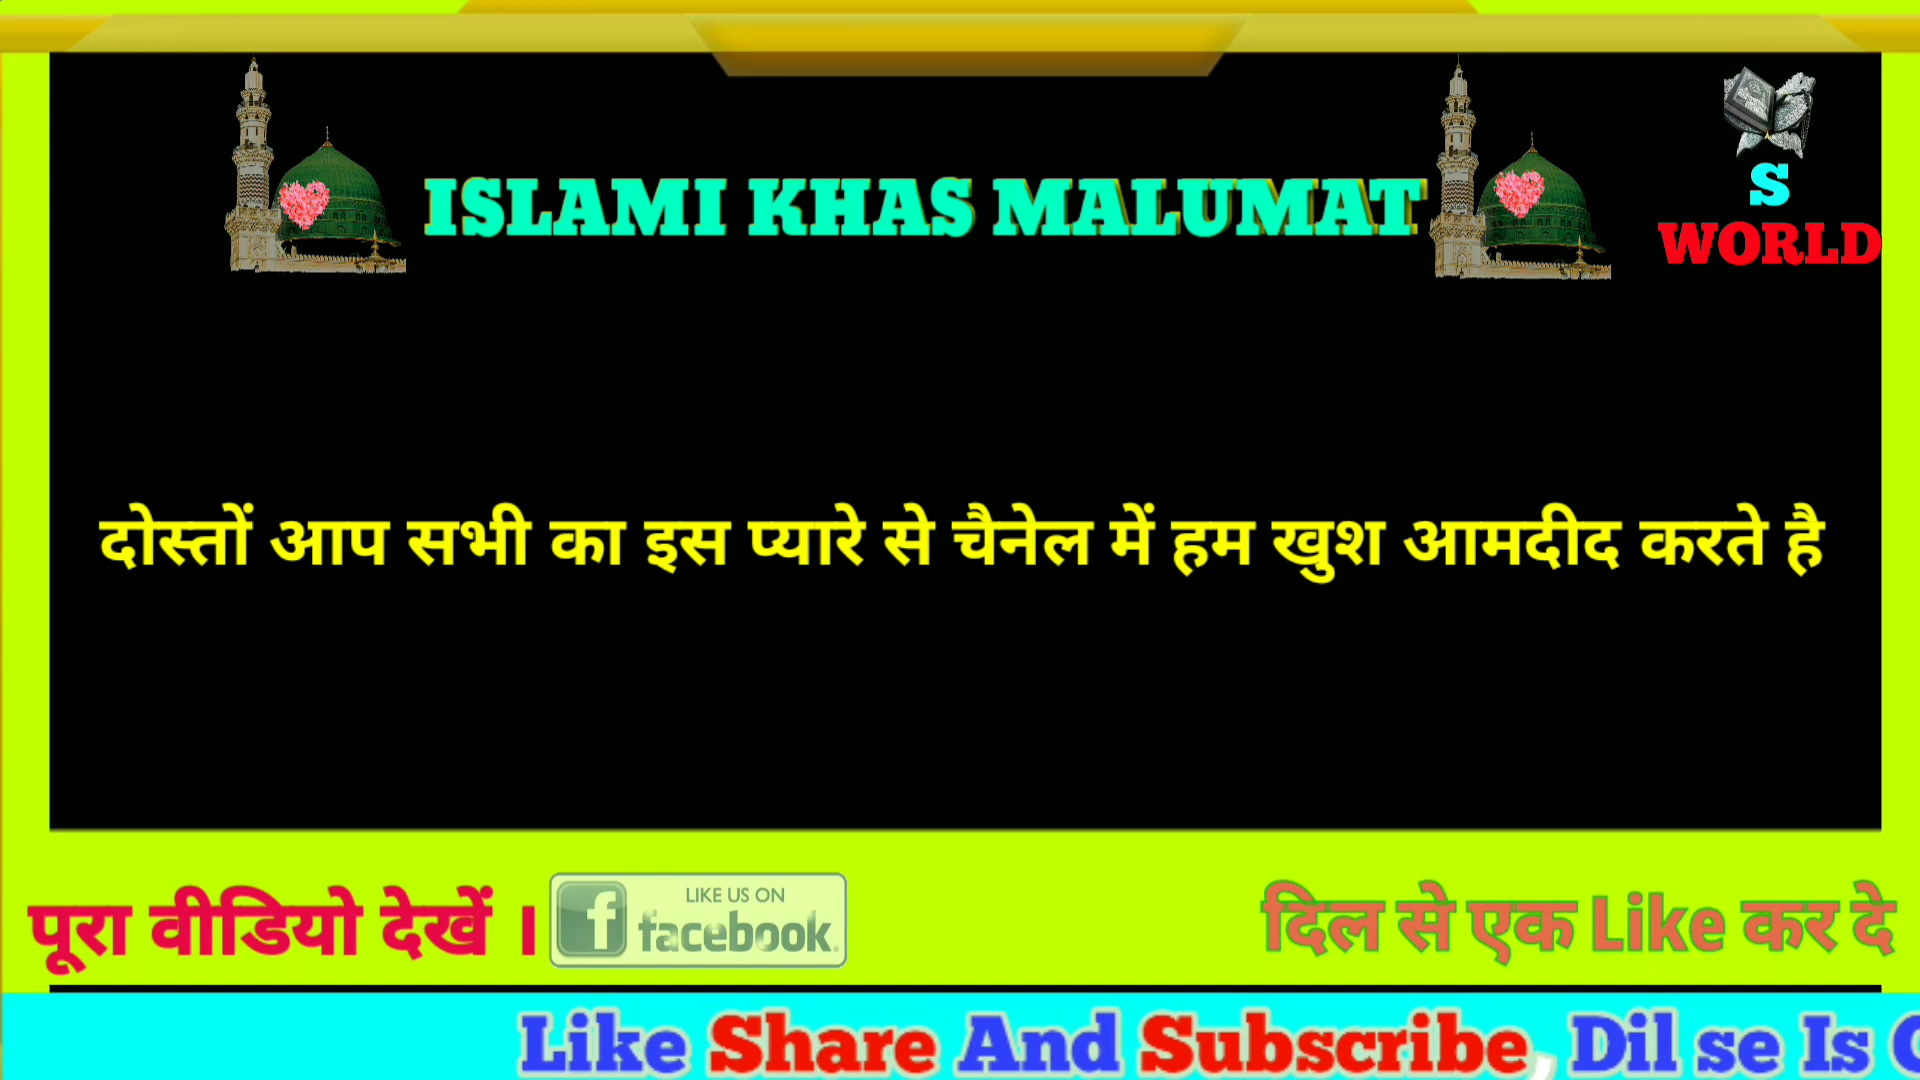 ISLAMI KHAS MALUMAT
S
WORLD
दोस्तों आप सभी का इस प्यारे से चैनेल में हम खुश आमदीद करते है
पूरा वीडियो देखें ।
LIKE US ON
facebook.
दिल से एक Like कर दे
Like Share And Subscribe, Dil se Is